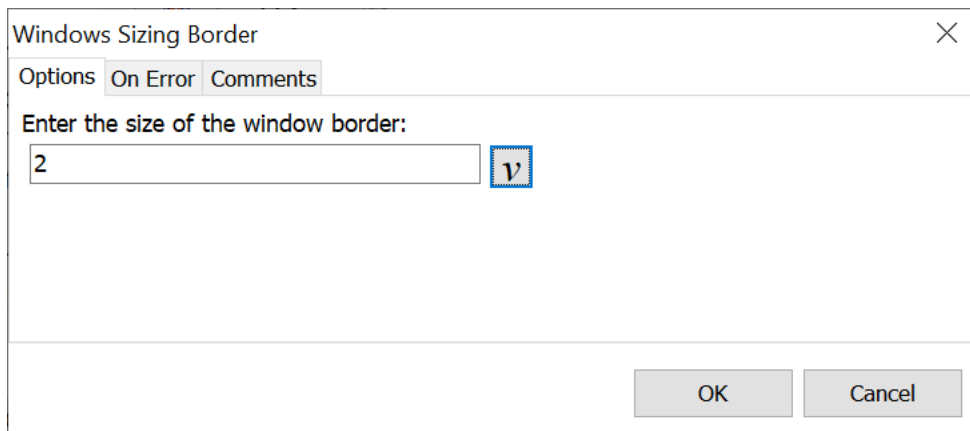 Windows Sizing Border
Options On Error Comments
Enter the size of the window border:
2 v
OK Cancel